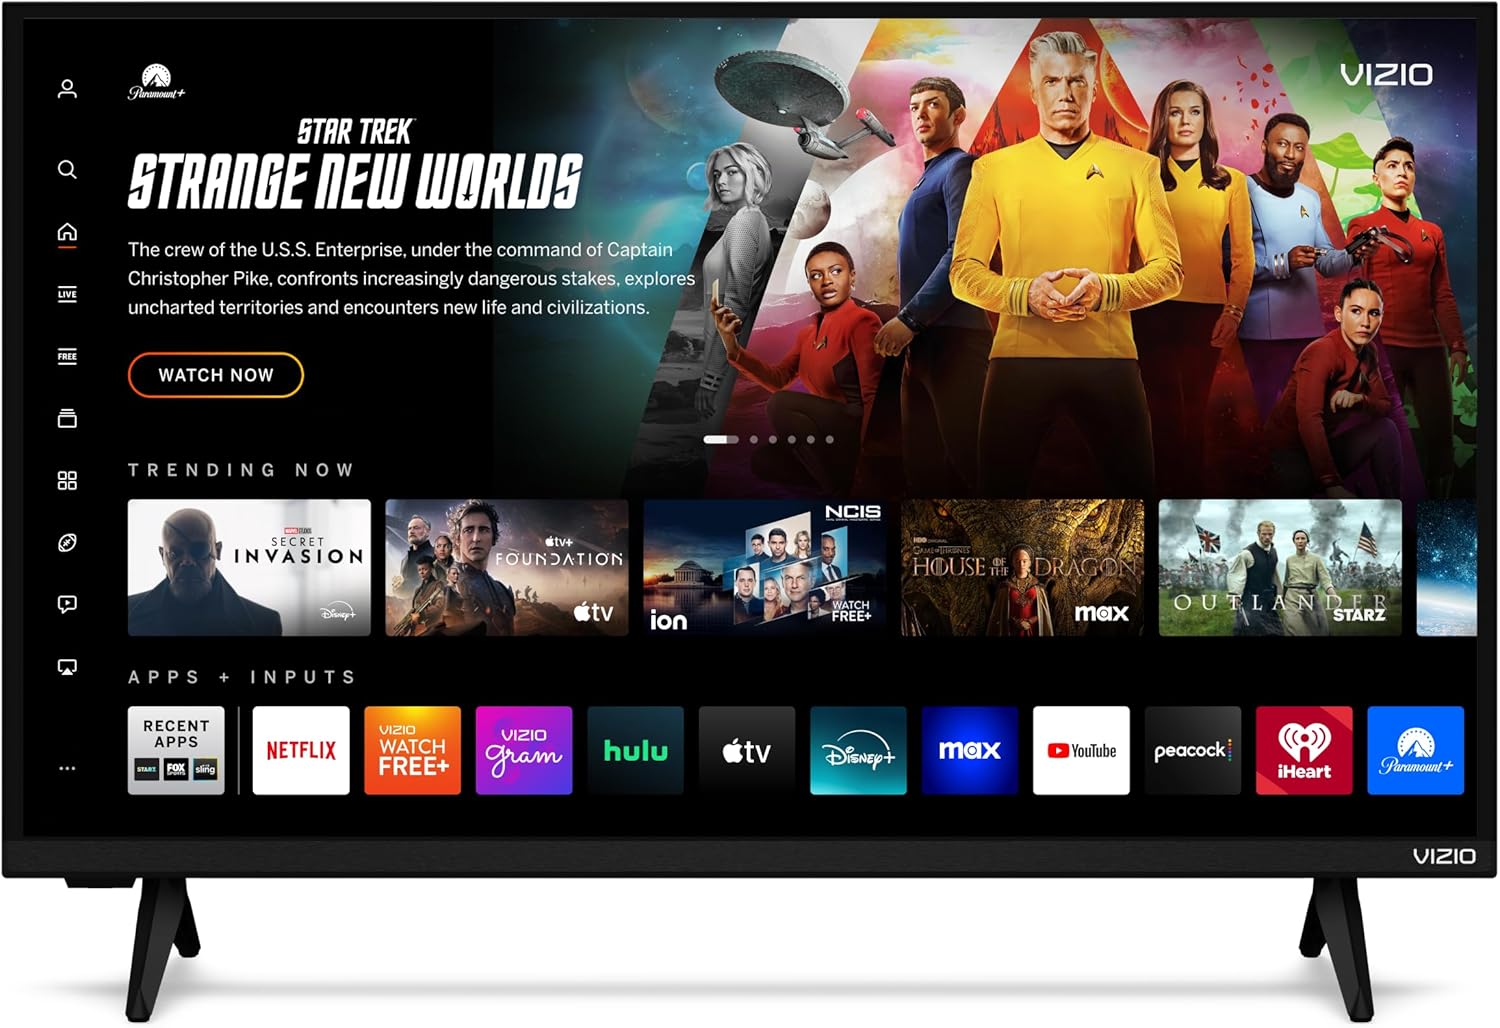 Paramount+
VIZIO
STAR TREK
STRANGE NEW WORLDS
The crew of the U.S.S. Enterprise, under the command of Captain
Christopher Pike, confronts increasingly dangerous stakes, explores
uncharted territories and encounters new life and civilizations.
LIVE
FREE
WATCH NOW
TRENDING NOW
MARVEL STUDIOS
SECRET
INVASION
Disney+
tv+
FOUNDATION
tv
NCIS
ion
WATCH
FREE+
HBO ORIGINAL
GAME OF THRONES
HOUSE OF THE DRAGON
max
OUTLANDER
STARZ
APPS + INPUTS
RECENT
APPS
STARZ
FOX
SPORTS
sling
NETFLIX
VIZIO
WATCH
FREE+
VIZIO
gram
hulu
tv
Disney+
max
YouTube
peacock
iHeart
Paramount+
VIZIO